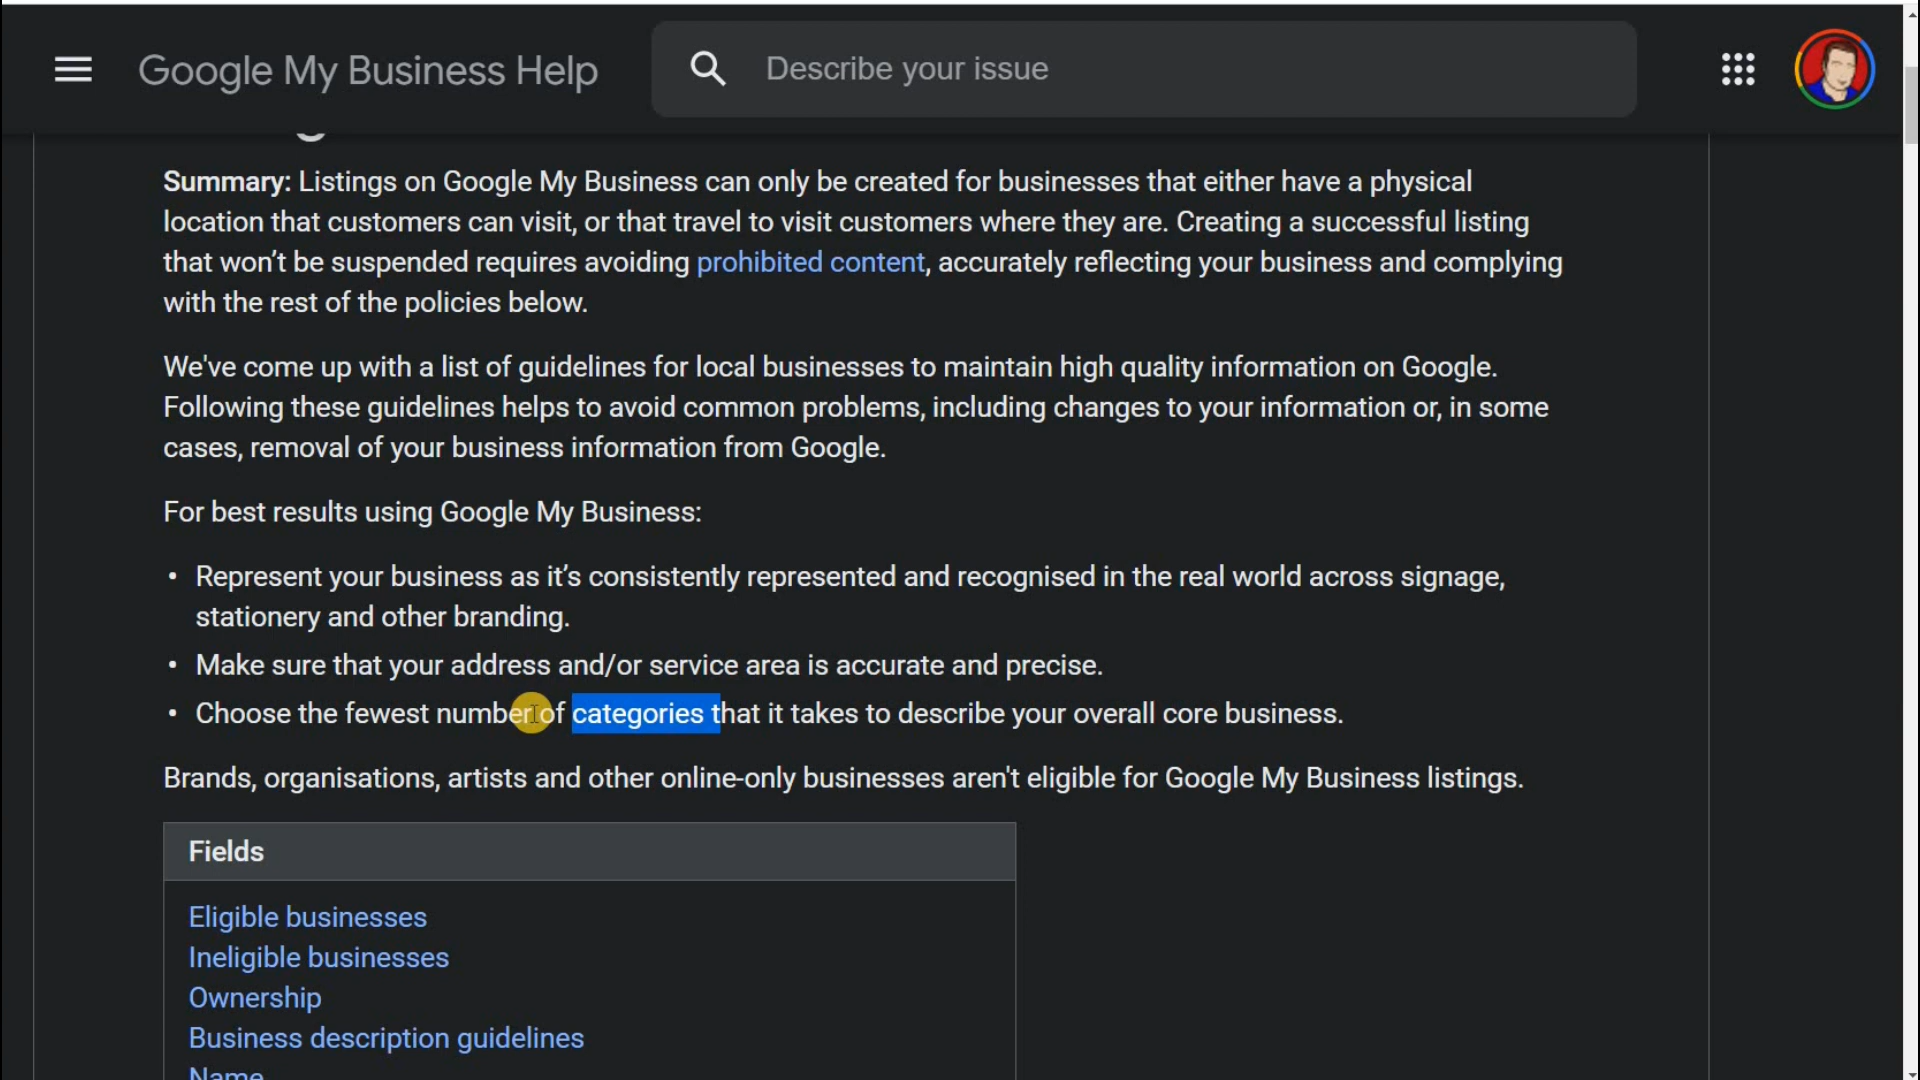 Google My Business Help
Describe your issue
Summary: Listings on Google My Business can only be created for businesses that either have a physical
location that customers can visit, or that travel to visit customers where they are. Creating a successful listing
that won’t be suspended requires avoiding prohibited content, accurately reflecting your business and complying
with the rest of the policies below.
We've come up with a list of guidelines for local businesses to maintain high quality information on Google.
Following these guidelines helps to avoid common problems, including changes to your information or, in some
cases, removal of your business information from Google.
For best results using Google My Business:
• Represent your business as it’s consistently represented and recognised in the real world across signage,
stationery and other branding.
• Make sure that your address and/or service area is accurate and precise.
• Choose the fewest number of categories that it takes to describe your overall core business.
Brands, organisations, artists and other online-only businesses aren't eligible for Google My Business listings.
Fields
Eligible businesses
Ineligible businesses
Ownership
Business description guidelines
Name